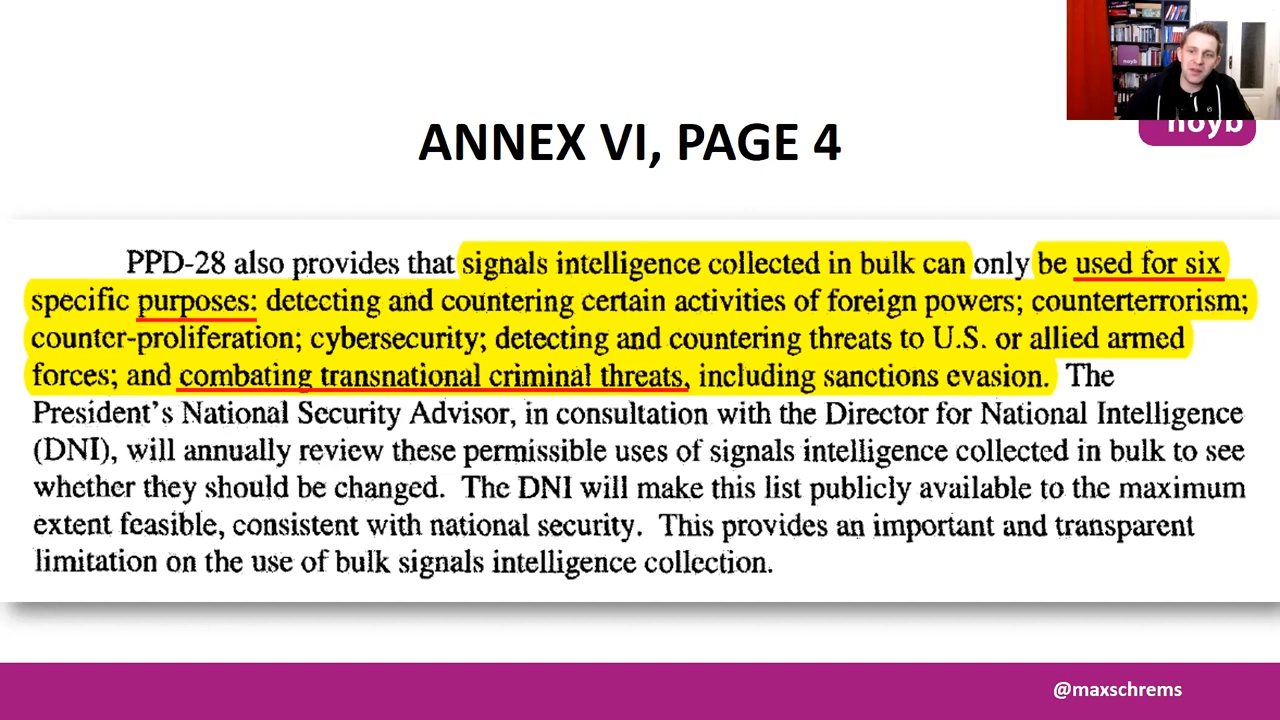 noyb
noyb
ANNEX VI, PAGE 4
PPD-28 also provides that signals intelligence collected in bulk can only be used for six
specific purposes: detecting and countering certain activities of foreign powers; counterterrorism;
counter-proliferation; cybersecurity; detecting and countering threats to U.S. or allied armed
forces; and combating transnational criminal threats, including sanctions evasion. The
President's National Security Advisor, in consultation with the Director for National Intelligence
(DNI), will annually review these permissible uses of signals intelligence collected in bulk to see
whether they should be changed. The DNI will make this list publicly available to the maximum
extent feasible, consistent with national security. This provides an important and transparent
limitation on the use of bulk signals intelligence collection.
@maxschrems